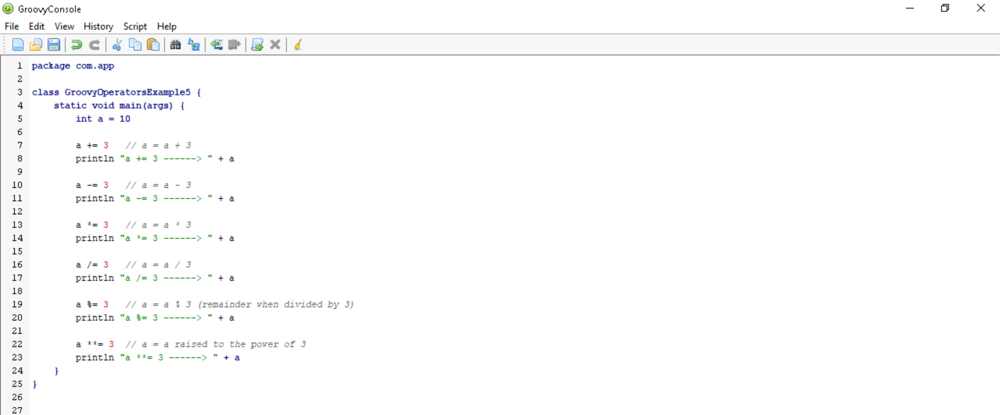 GroovyConsole
File Edit View History Script Help
1 package com.app
2
3 class GroovyOperatorsExample5 {
4     static void main(args) {
5         int a = 10
6
7         a += 3   // a = a + 3
8         println "a += 3 ------> " + a
9
10         a -= 3   // a = a - 3
11         println "a -= 3 ------> " + a
12
13         a *= 3   // a = a * 3
14         println "a *= 3 ------> " + a
15
16         a /= 3   // a = a / 3
17         println "a /= 3 ------> " + a
18
19         a %= 3   // a = a % 3 (remainder when divided by 3)
20         println "a %= 3 ------> " + a
21
22         a **= 3  // a = a raised to the power of 3
23         println "a **= 3 ------> " + a
24     }
25 }
26
27